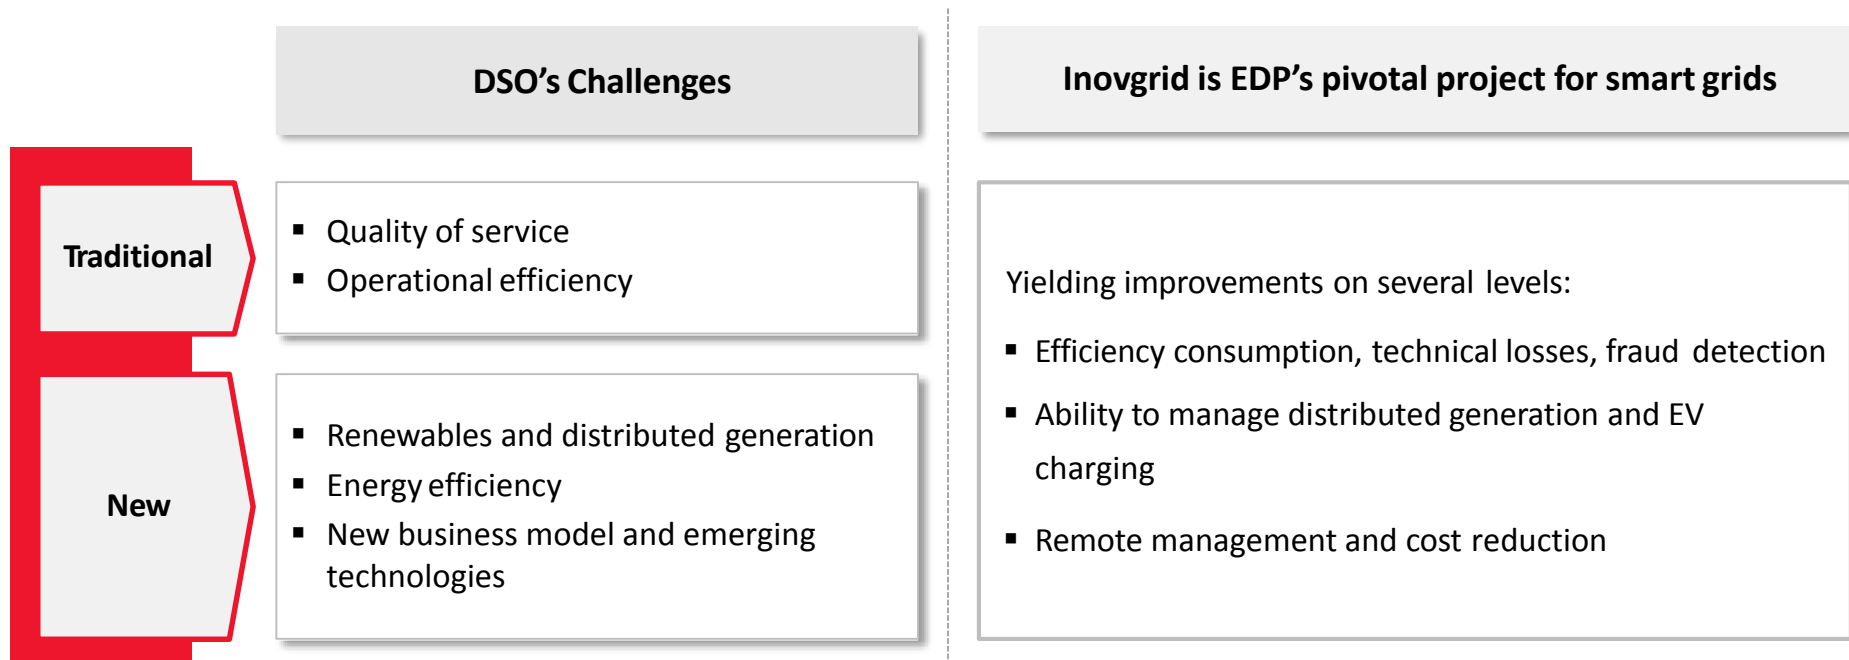 DSO's Challenges
Traditional
▪ Quality of service
▪ Operational efficiency
New
▪ Renewables and distributed generation
▪ Energy efficiency
▪ New business model and emerging
technologies
Inovgrid is EDP's pivotal project for smart grids
Yielding improvements on several levels:
▪ Efficiency consumption, technical losses, fraud detection
▪ Ability to manage distributed generation and EV
charging
▪ Remote management and cost reduction